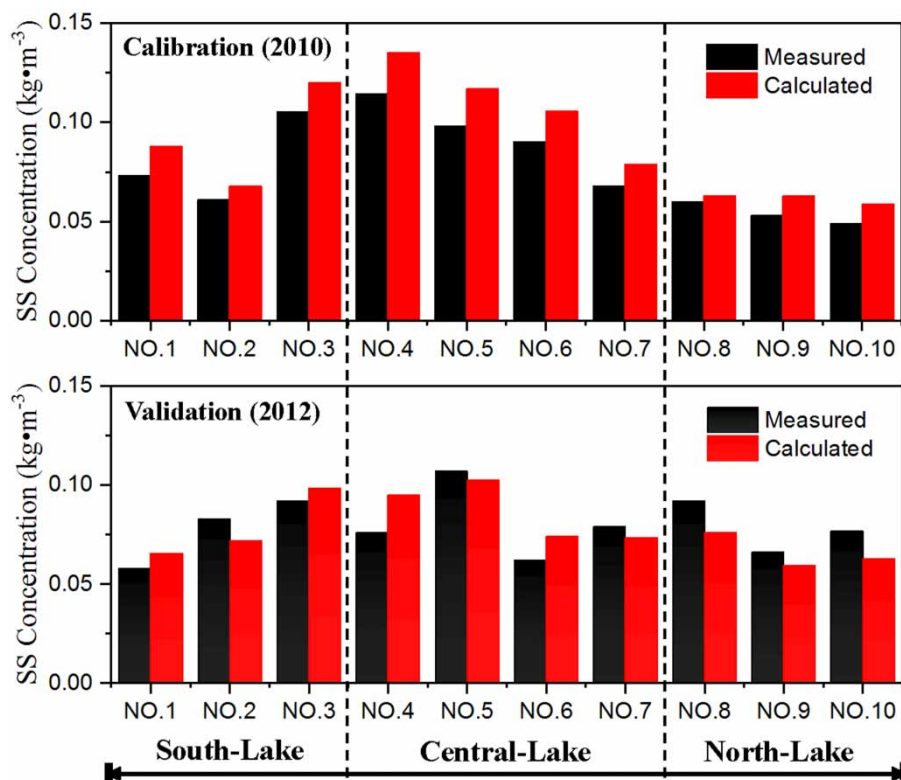 0.15
Calibration (2010)
Measured
Calculated
0.10
0.05
0.00
SS Concentration (kg•m⁻³)
NO.1 NO.2 NO.3 NO.4 NO.5 NO.6 NO.7 NO.8 NO.9 NO.10
0.15
Validation (2012)
Measured
Calculated
0.10
0.05
0.00
SS Concentration (kg•m⁻³)
NO.1 NO.2 NO.3 NO.4 NO.5 NO.6 NO.7 NO.8 NO.9 NO.10
South-Lake Central-Lake North-Lake